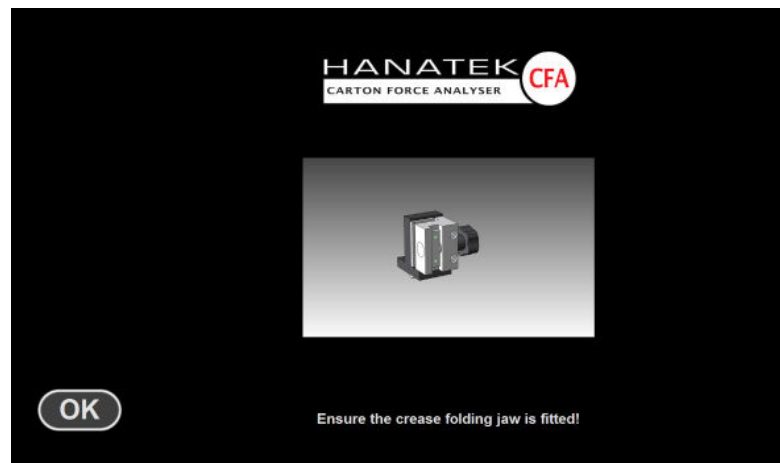 HANATEK
CFA
CARTON FORCE ANALYSER
OK
Ensure the crease folding jaw is fitted!